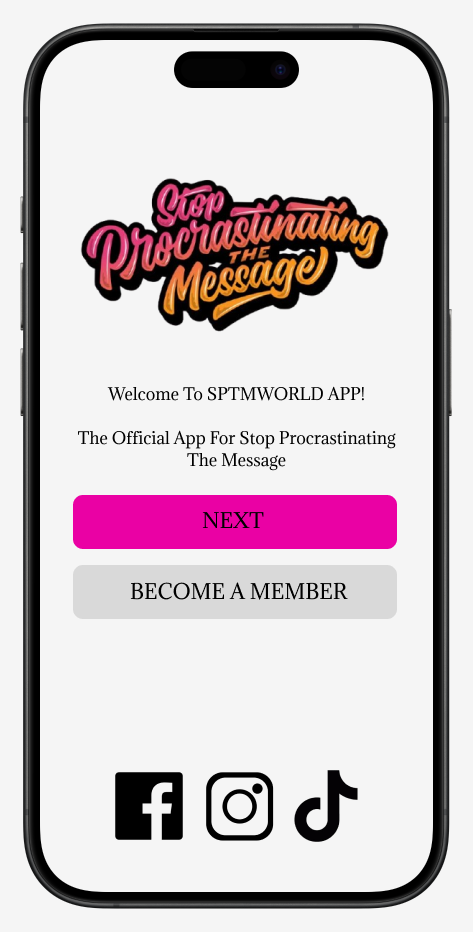 Stop
Procrastinating
THE
Message
Welcome To SPTMWORLD APP!
The Official App For Stop Procrastinating
The Message
NEXT
BECOME A MEMBER